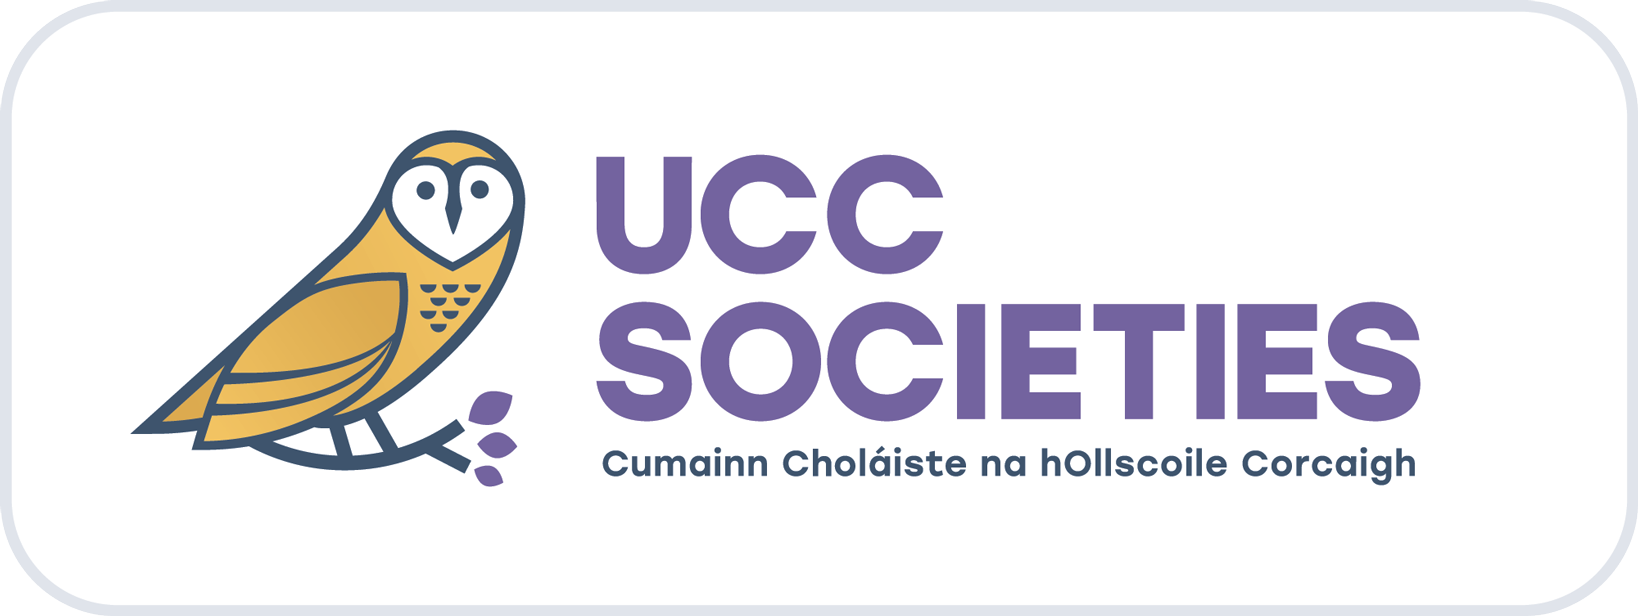 UCC
SOCIETIES
Cumainn Choláiste na hOllscoile Corcaigh